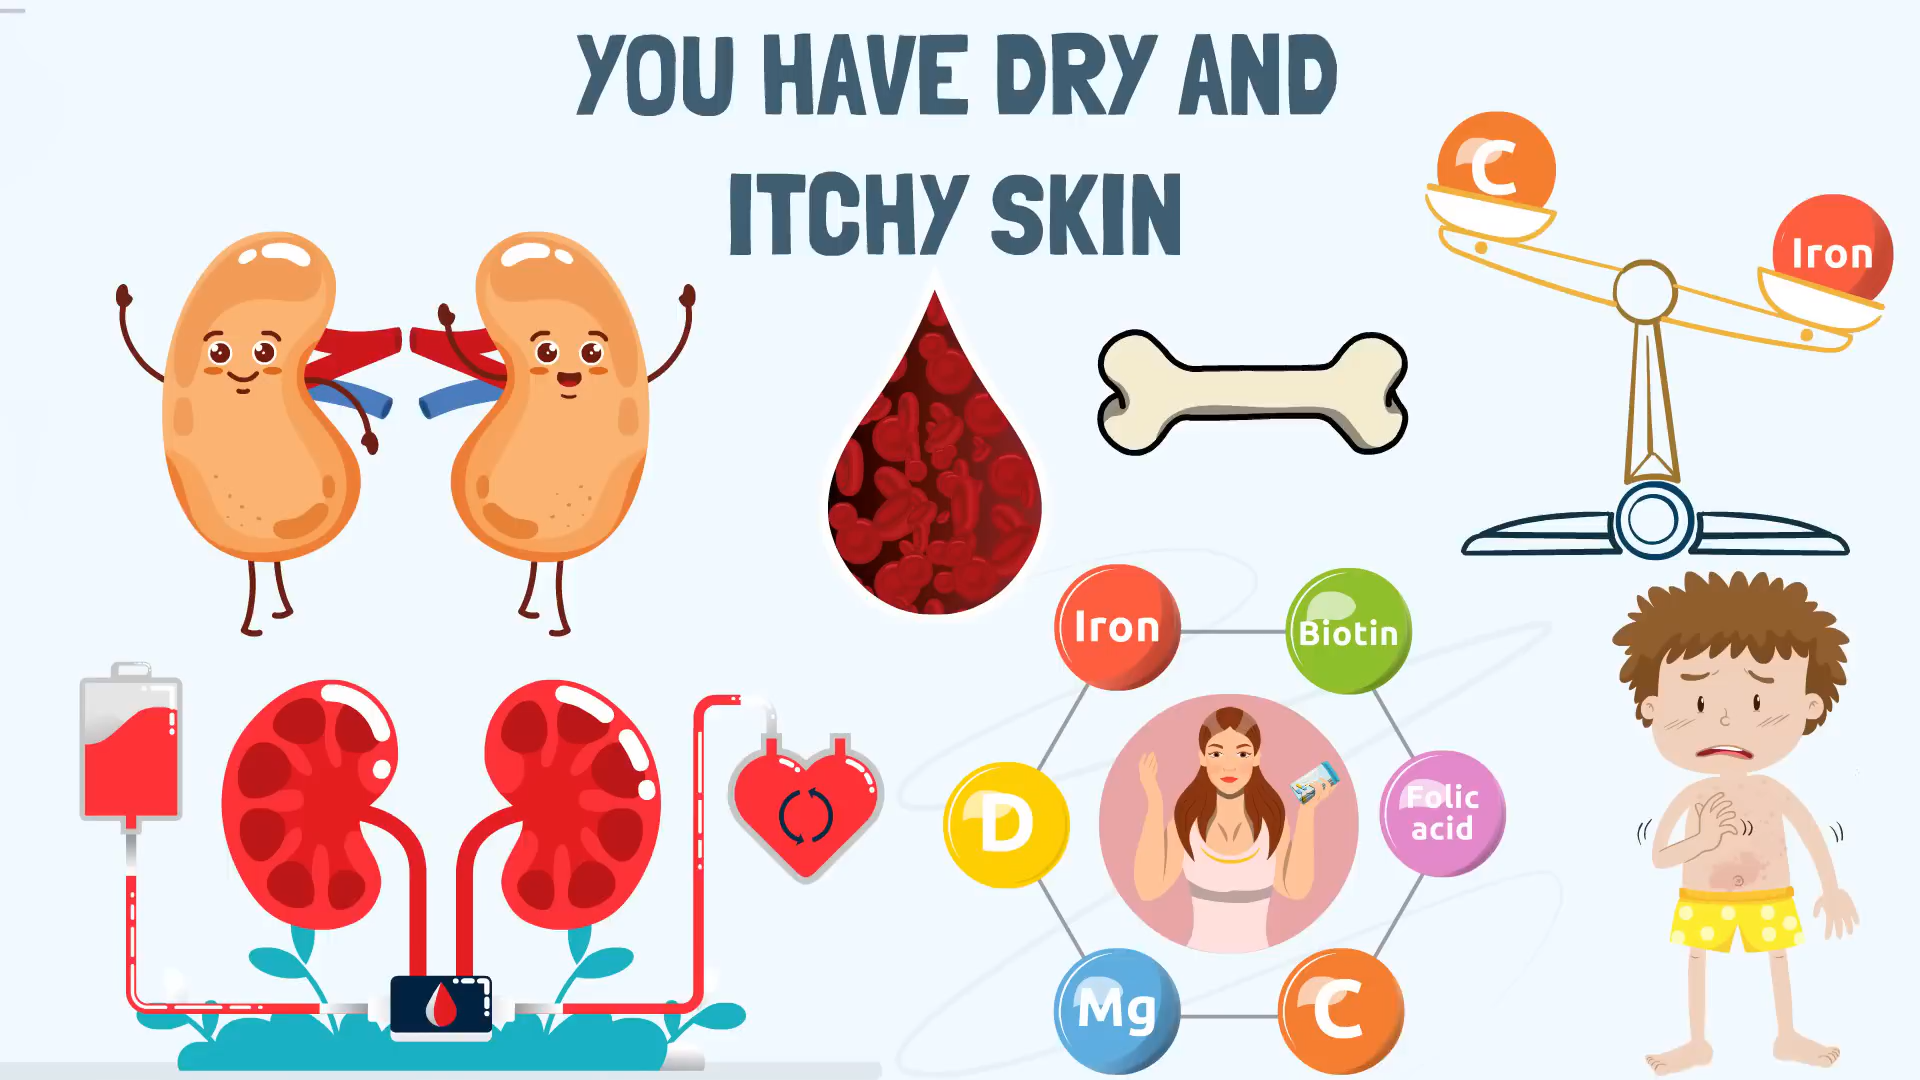 YOU HAVE DRY AND
ITCHY SKIN
C
Iron
Iron
Biotin
D
Folic
acid
Mg
C